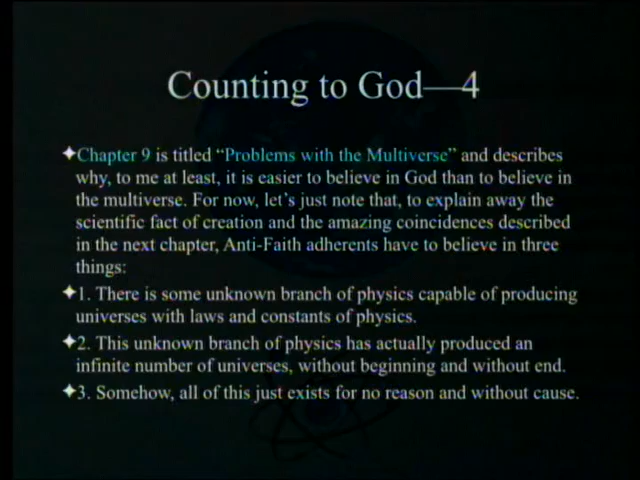 Counting to God—4
✦Chapter 9 is titled “Problems with the Multiverse” and describes
why, to me at least, it is easier to believe in God than to believe in
the multiverse. For now, let’s just note that, to explain away the
scientific fact of creation and the amazing coincidences described
in the next chapter, Anti-Faith adherents have to believe in three
things:
✦1. There is some unknown branch of physics capable of producing
universes with laws and constants of physics.
✦2. This unknown branch of physics has actually produced an
infinite number of universes, without beginning and without end.
✦3. Somehow, all of this just exists for no reason and without cause.